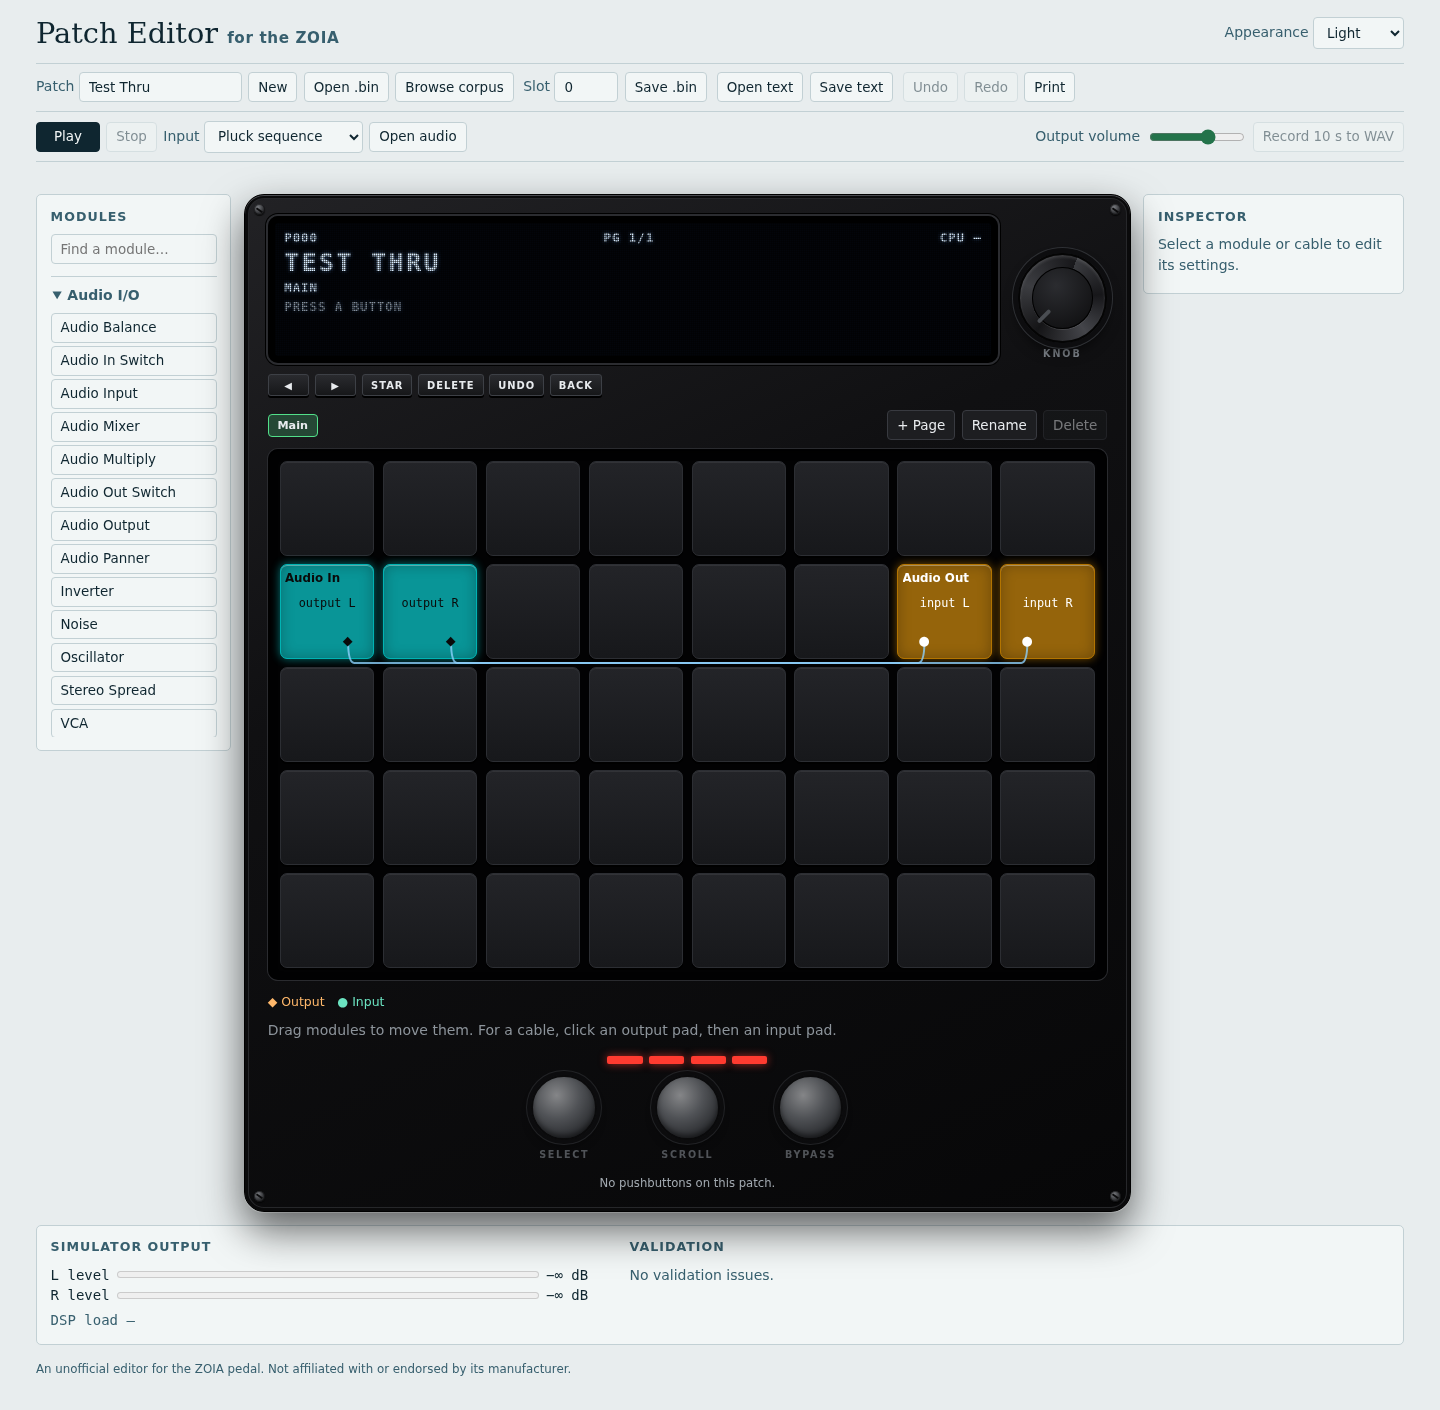 Patch Editor for the ZOIA
Appearance Light
Patch Test Thru New Open .bin Browse corpus Slot 0 Save .bin Open text Save text Undo Redo Print
Play Stop Input Pluck sequence Open audio Output volume Record 10 s to WAV
MODULES
Find a module...
▼ Audio I/O
Audio Balance
Audio In Switch
Audio Input
Audio Mixer
Audio Multiply
Audio Out Switch
Audio Output
Audio Panner
Inverter
Noise
Oscillator
Stereo Spread
VCA
P000 PG 1/1 CPU –
TEST THRU
MAIN
PRESS A BUTTON
KNOB
◀ ▶ STAR DELETE UNDO BACK
Main + Page Rename Delete
Audio In Audio Out
output L output R input L input R
◆ Output ● Input
Drag modules to move them. For a cable, click an output pad, then an input pad.
SELECT SCROLL BYPASS
No pushbuttons on this patch.
INSPECTOR
Select a module or cable to edit
its settings.
SIMULATOR OUTPUT
L level −∞ dB
R level −∞ dB
DSP load –
VALIDATION
No validation issues.
An unofficial editor for the ZOIA pedal. Not affiliated with or endorsed by its manufacturer.